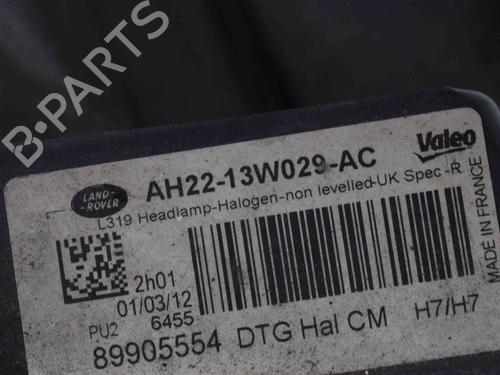 B-PARTS
LAND-
ROVER
AH22-13W029-AC
Valeo
L319 Headlamp-Halogen-non levelled-UK Spec -R
2h01
01/03/12
PU2 6455
89905554 DTG Hal CM H7/H7
MADE IN FRANCE